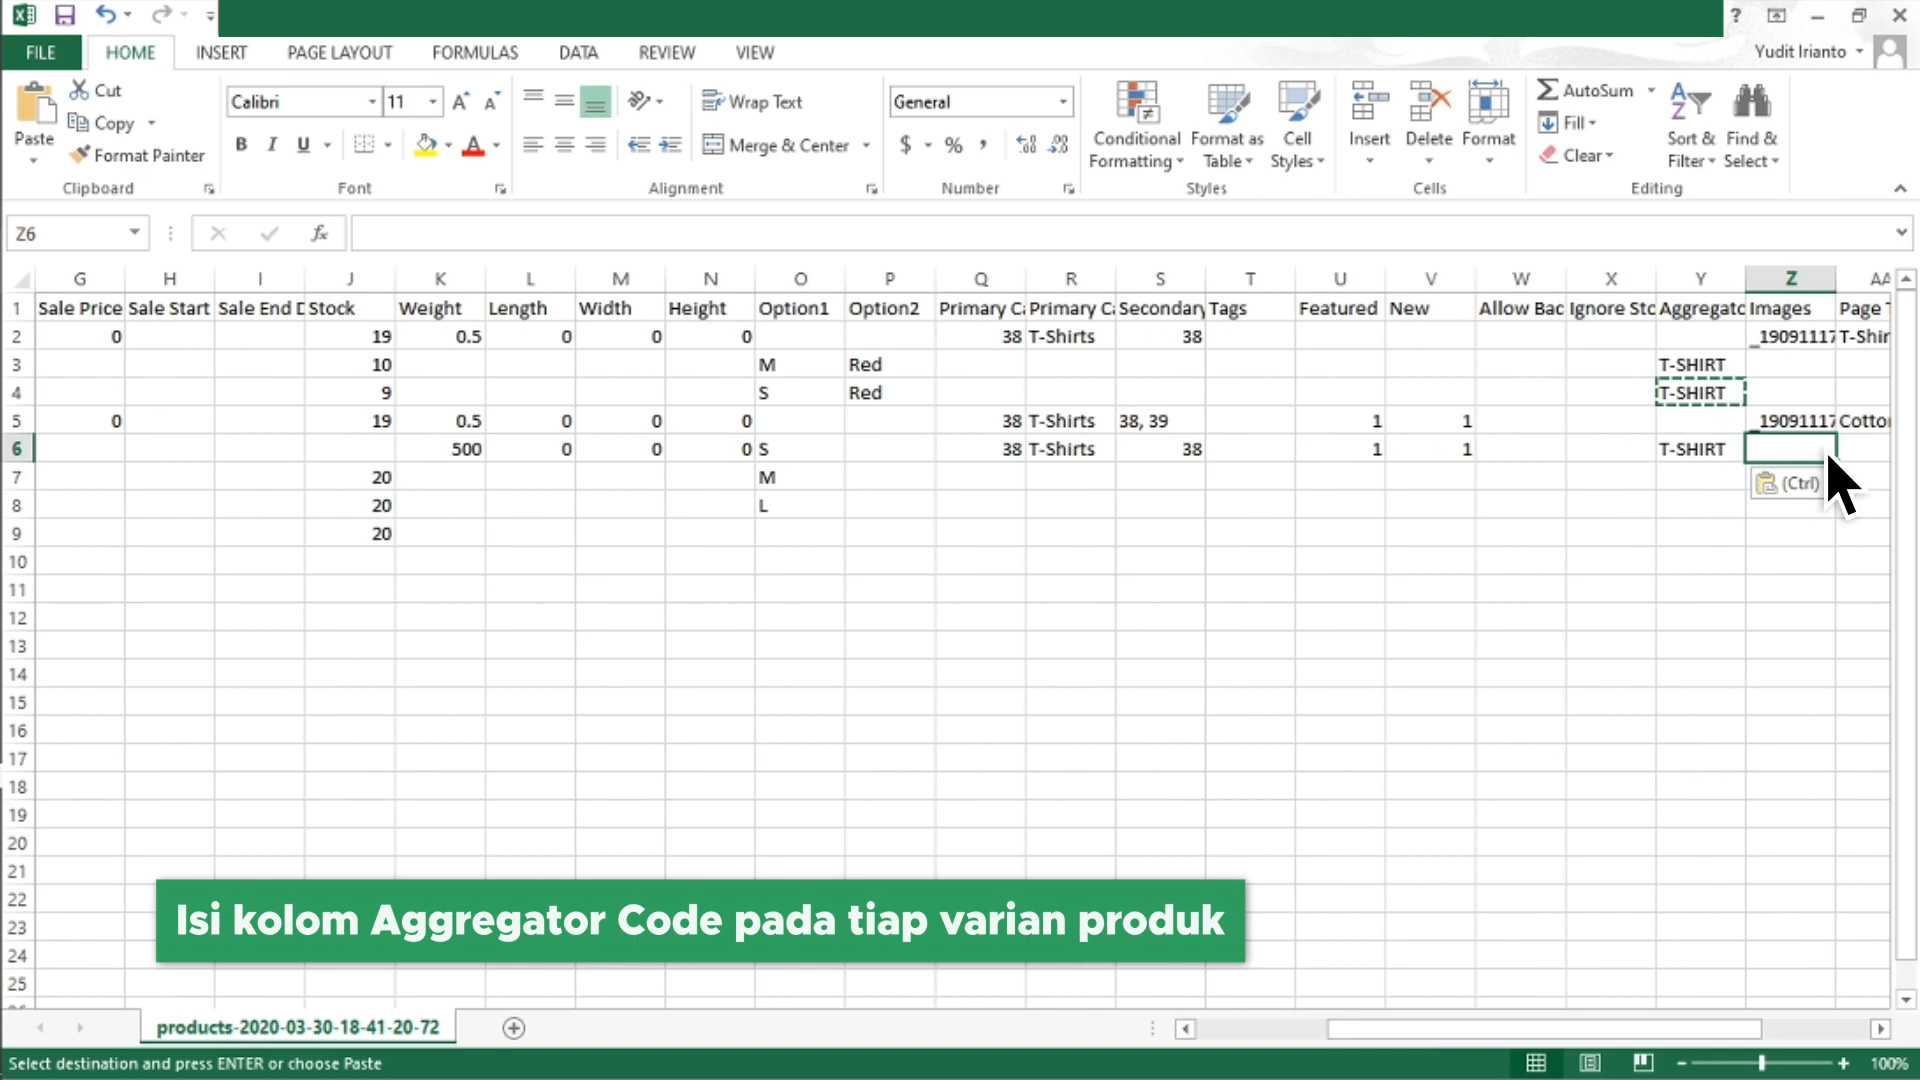 ?
FILE HOME INSERT PAGE LAYOUT FORMULAS DATA REVIEW VIEW Yudit Irianto
Paste
Cut
Copy
Format Painter
Clipboard
Calibri 11
B I U
Font
Wrap Text
Merge & Center
Alignment
General
$ % ,
Number
Conditional Formatting
Format as Table
Cell Styles
Styles
Insert Delete Format
Cells
AutoSum
Fill
Clear
Sort & Filter
Find & Select
Editing
Z6 fx
G H I J K L M N O P Q R S T U V W X Y Z AA
1 Sale Price Sale Start Sale End D Stock Weight Length Width Height Option1 Option2 Primary Ca Primary Ca Secondary Tags Featured New Allow Bac Ignore Sto Aggregato Images Page T
2 0 19 0.5 0 0 0 38 T-Shirts 38 _19091117 T-Shir
3 10 M Red T-SHIRT
4 9 S Red T-SHIRT
5 0 19 0.5 0 0 0 38 T-Shirts 38, 39 1 1 _19091117 Cotto
6 500 0 0 0 S 38 T-Shirts 38 1 1 T-SHIRT
7 20 M (Ctrl)
8 20 L
9 20
10
11
12
13
14
15
16
17
18
19
20
21
22
23
24
25
Isi kolom Aggregator Code pada tiap varian produk
products-2020-03-30-18-41-20-72
Select destination and press ENTER or choose Paste 100%